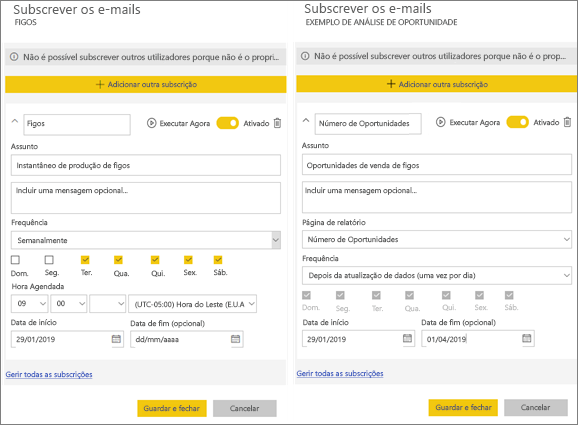 Subscrever os e-mails
FIGOS
Não é possível subscrever outros utilizadores porque não é o propri...
Adicionar outra subscrição
Figos
Executar Agora
Ativado
Assunto
Instantâneo de produção de figos
Incluir uma mensagem opcional...
Frequência
Semanalmente
Dom. Seg. Ter. Qua. Qui. Sex. Sáb.
Hora Agendada
09 00 (UTC-05:00) Hora do Leste (E.U.A
Data de início Data de fim (opcional)
29/01/2019 dd/mm/aaaa
Gerir todas as subscrições
Guardar e fechar Cancelar
Subscrever os e-mails
EXEMPLO DE ANÁLISE DE OPORTUNIDADE
Não é possível subscrever outros utilizadores porque não é o prop...
Adicionar outra subscrição
Número de Oportunidades
Executar Agora
Ativado
Assunto
Oportunidades de venda de figos
Incluir uma mensagem opcional...
Página de relatório
Número de Oportunidades
Frequência
Depois da atualização de dados (uma vez por dia)
Dom. Seg. Ter. Qua. Qui. Sex. Sáb.
Data de início Data de fim (opcional)
29/01/2019 01/04/2019
Gerir todas as subscrições
Guardar e fechar Cancelar